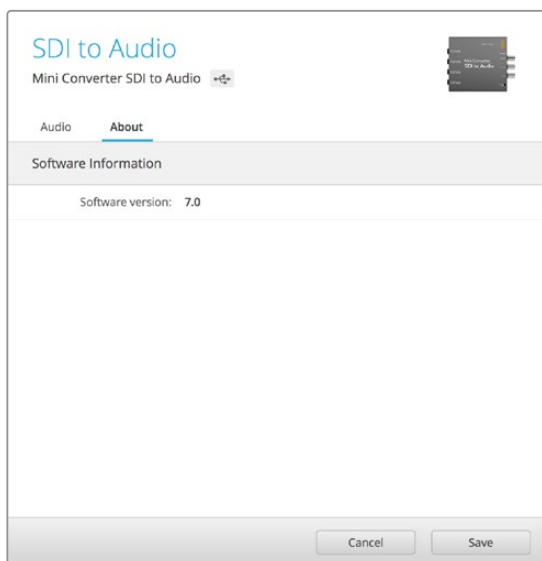 SDI to Audio
Mini Converter SDI to Audio
Audio About
Software Information
Software version: 7.0
Cancel Save